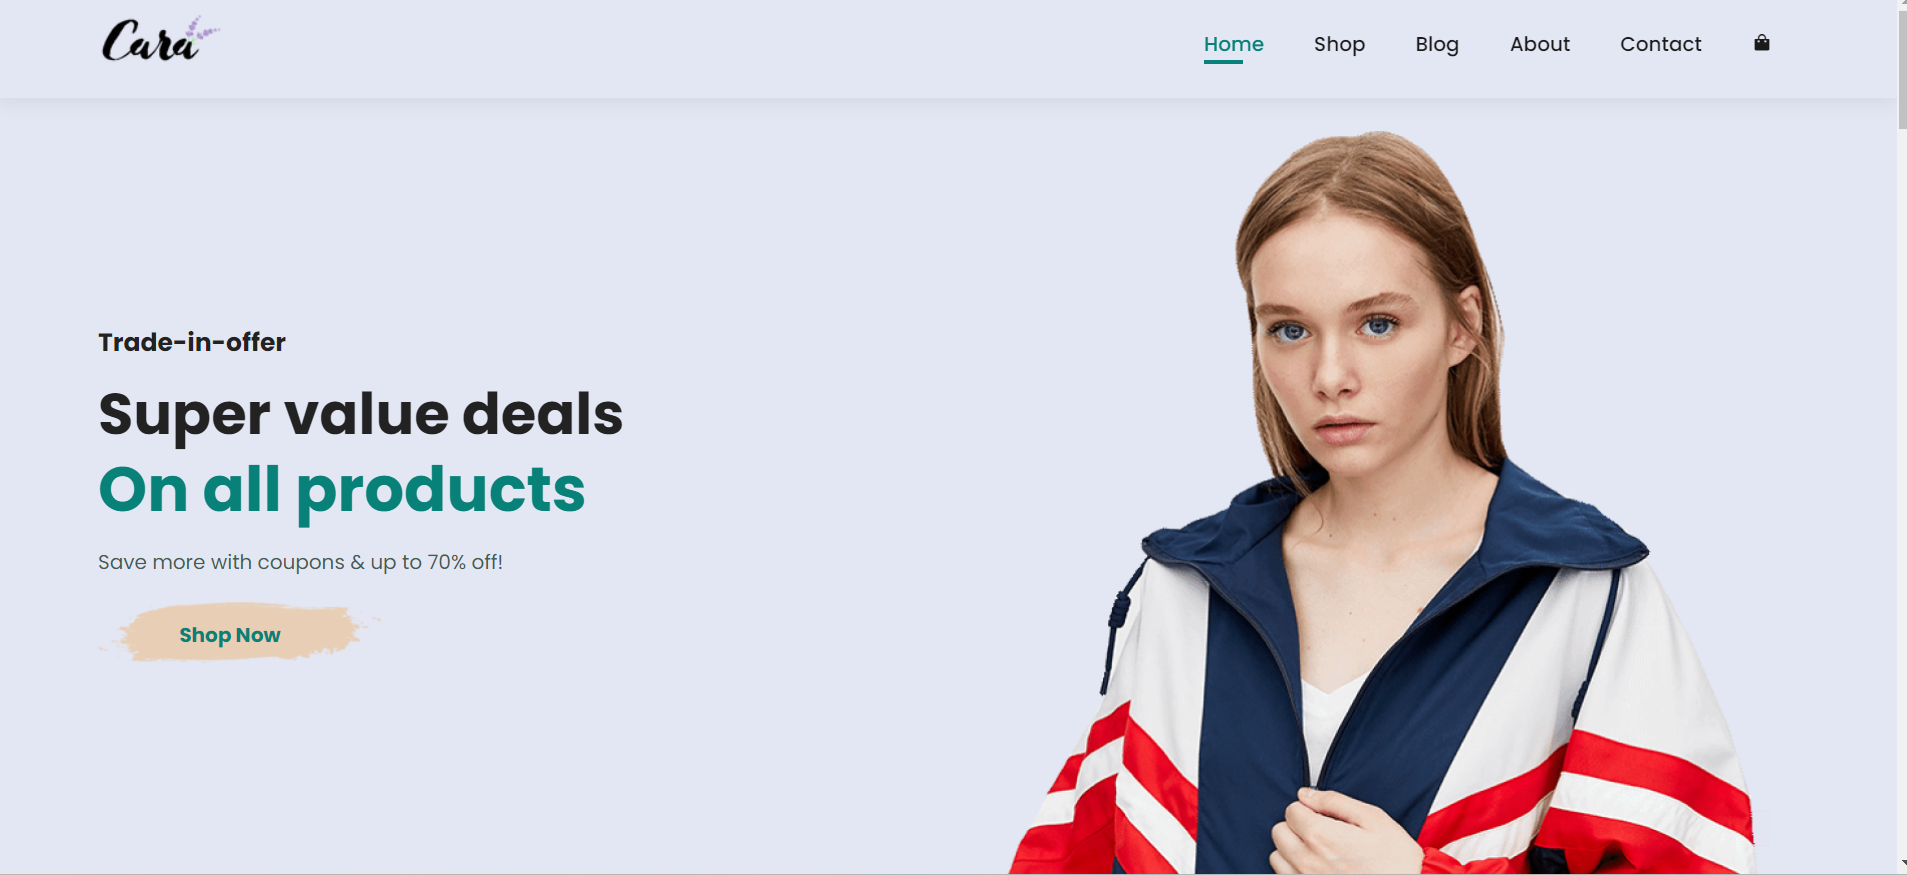 Cara
Home Shop Blog About Contact
Trade-in-offer
Super value deals
On all products
Save more with coupons & up to 70% off!
Shop Now